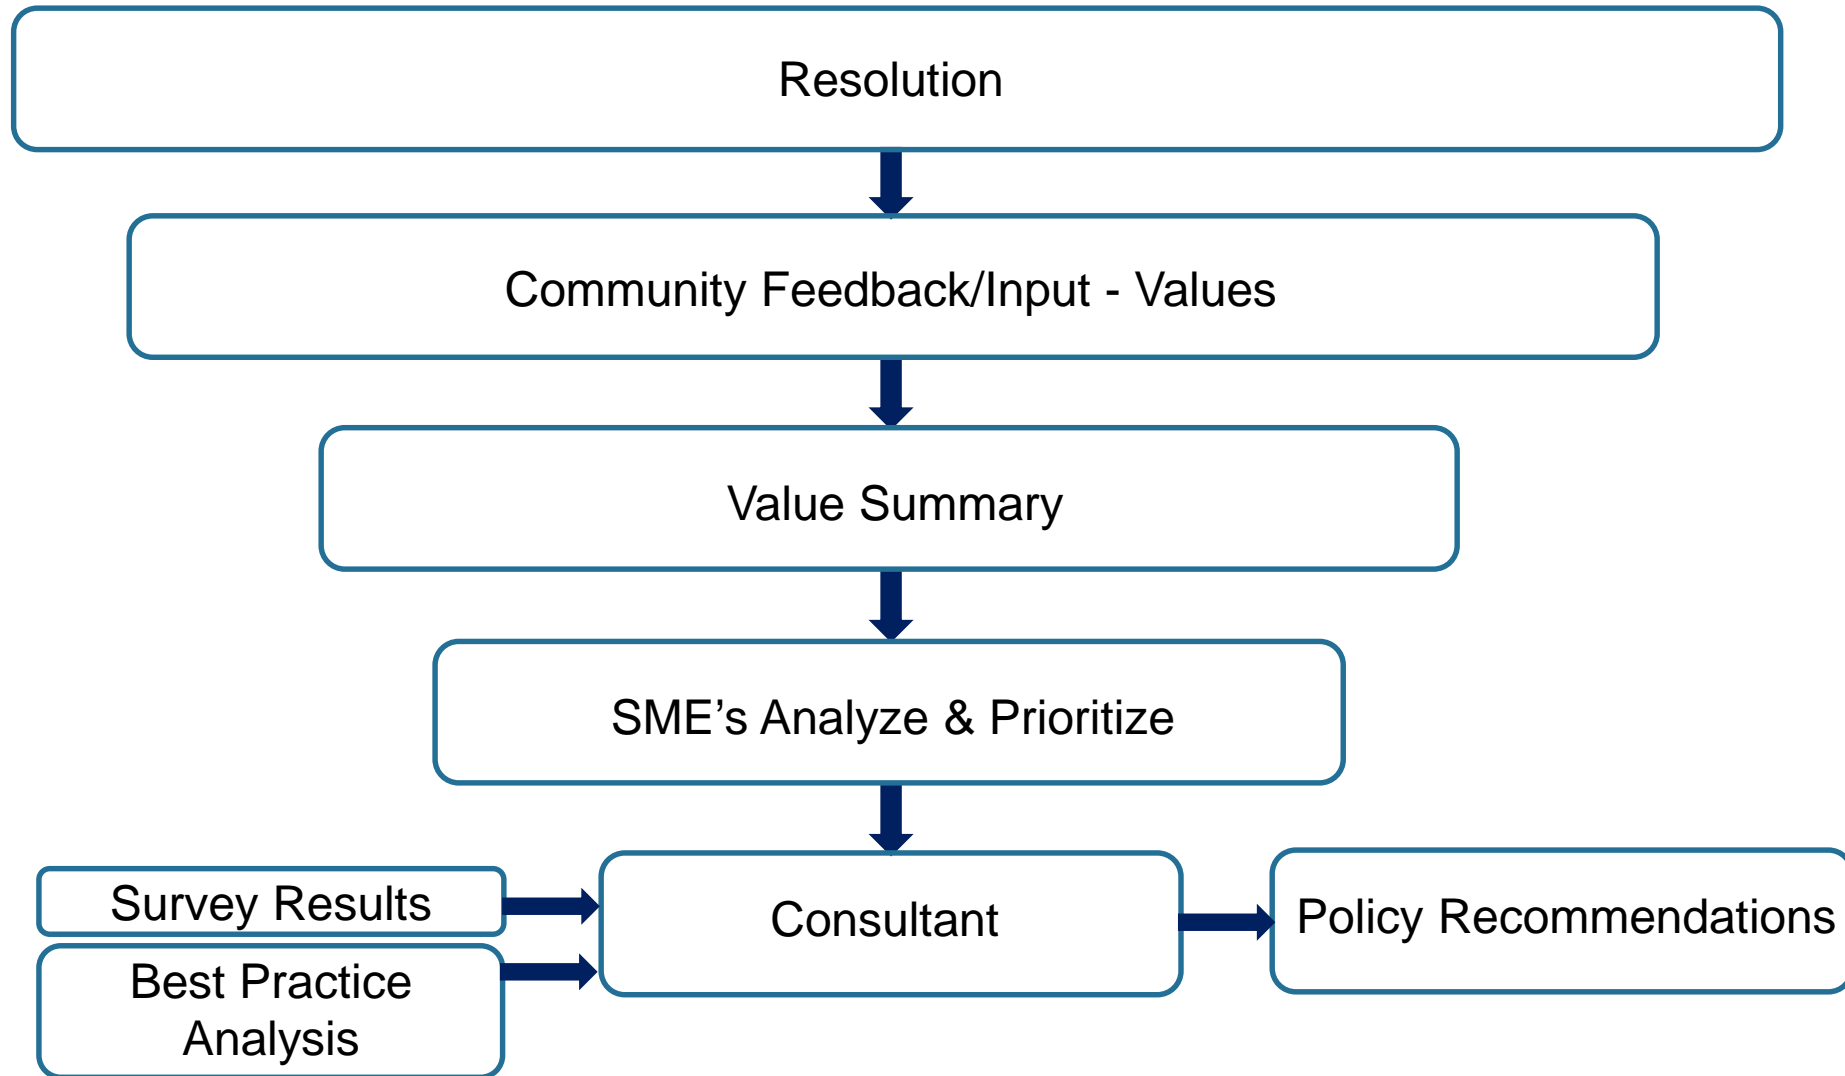 Resolution
Community Feedback/Input - Values
Value Summary
SME’s Analyze & Prioritize
Survey Results
Consultant
Policy Recommendations
Best Practice
Analysis